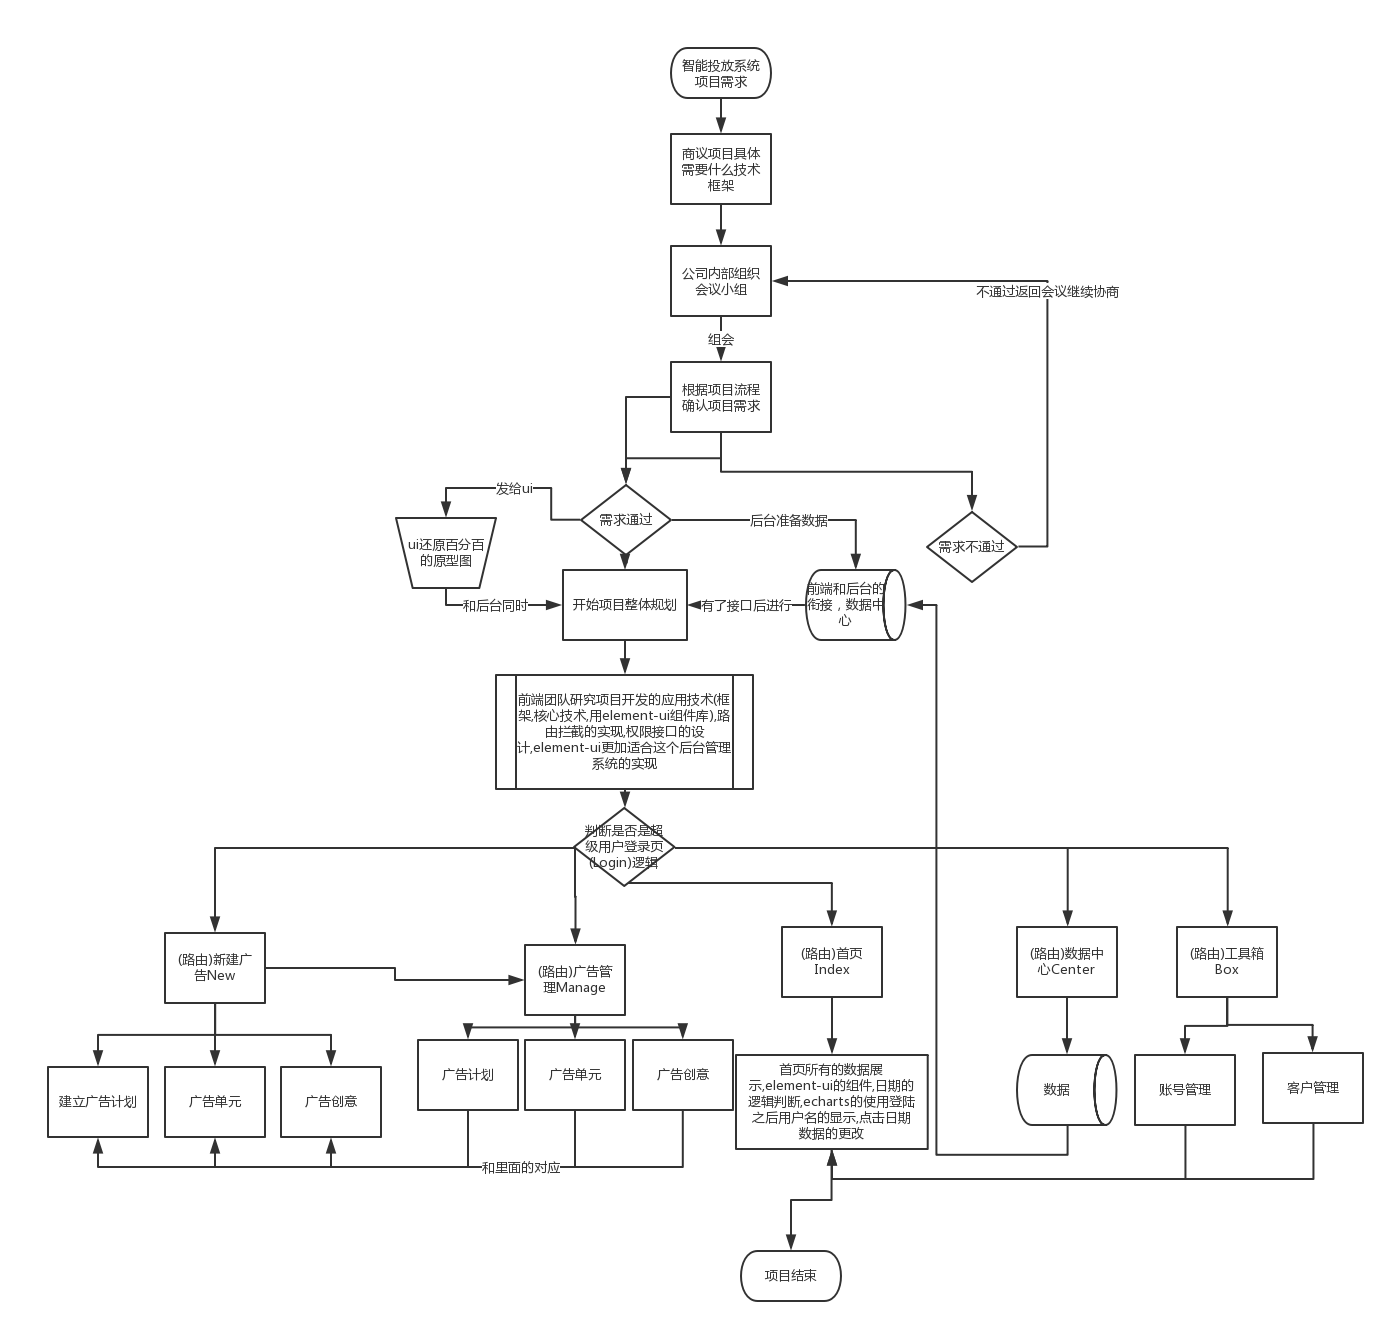 智能投放系统
项目需求
商议项目具体
需要什么技术
框架
公司内部组织
会议小组
不通过返回会议继续协商
组会
根据项目流程
确认项目需求
发给ui
需求通过
后台准备数据
需求不通过
ui还原百分百
的原型图
和后台同时
开始项目整体规划
有了接口后进行
前端和后台的
衔接，数据中
心
前端团队研究项目开发的应用技术(框
架,核心技术,用element-ui组件库),路
由拦截的实现,权限接口的设
计,element-ui更加适合这个后台管理
系统的实现
判断是否是超
级用户登录页
(Login)逻辑
(路由)新建广
告New
(路由)广告管
理Manage
(路由)首页
Index
(路由)数据中
心Center
(路由)工具箱
Box
建立广告计划
广告单元
广告创意
广告计划
广告单元
广告创意
首页所有的数据展
示,element-ui的组件,日期的
逻辑判断,echarts的使用登陆
之后用户名的显示,点击日期
数据的更改
数据
账号管理
客户管理
和里面的对应
项目结束